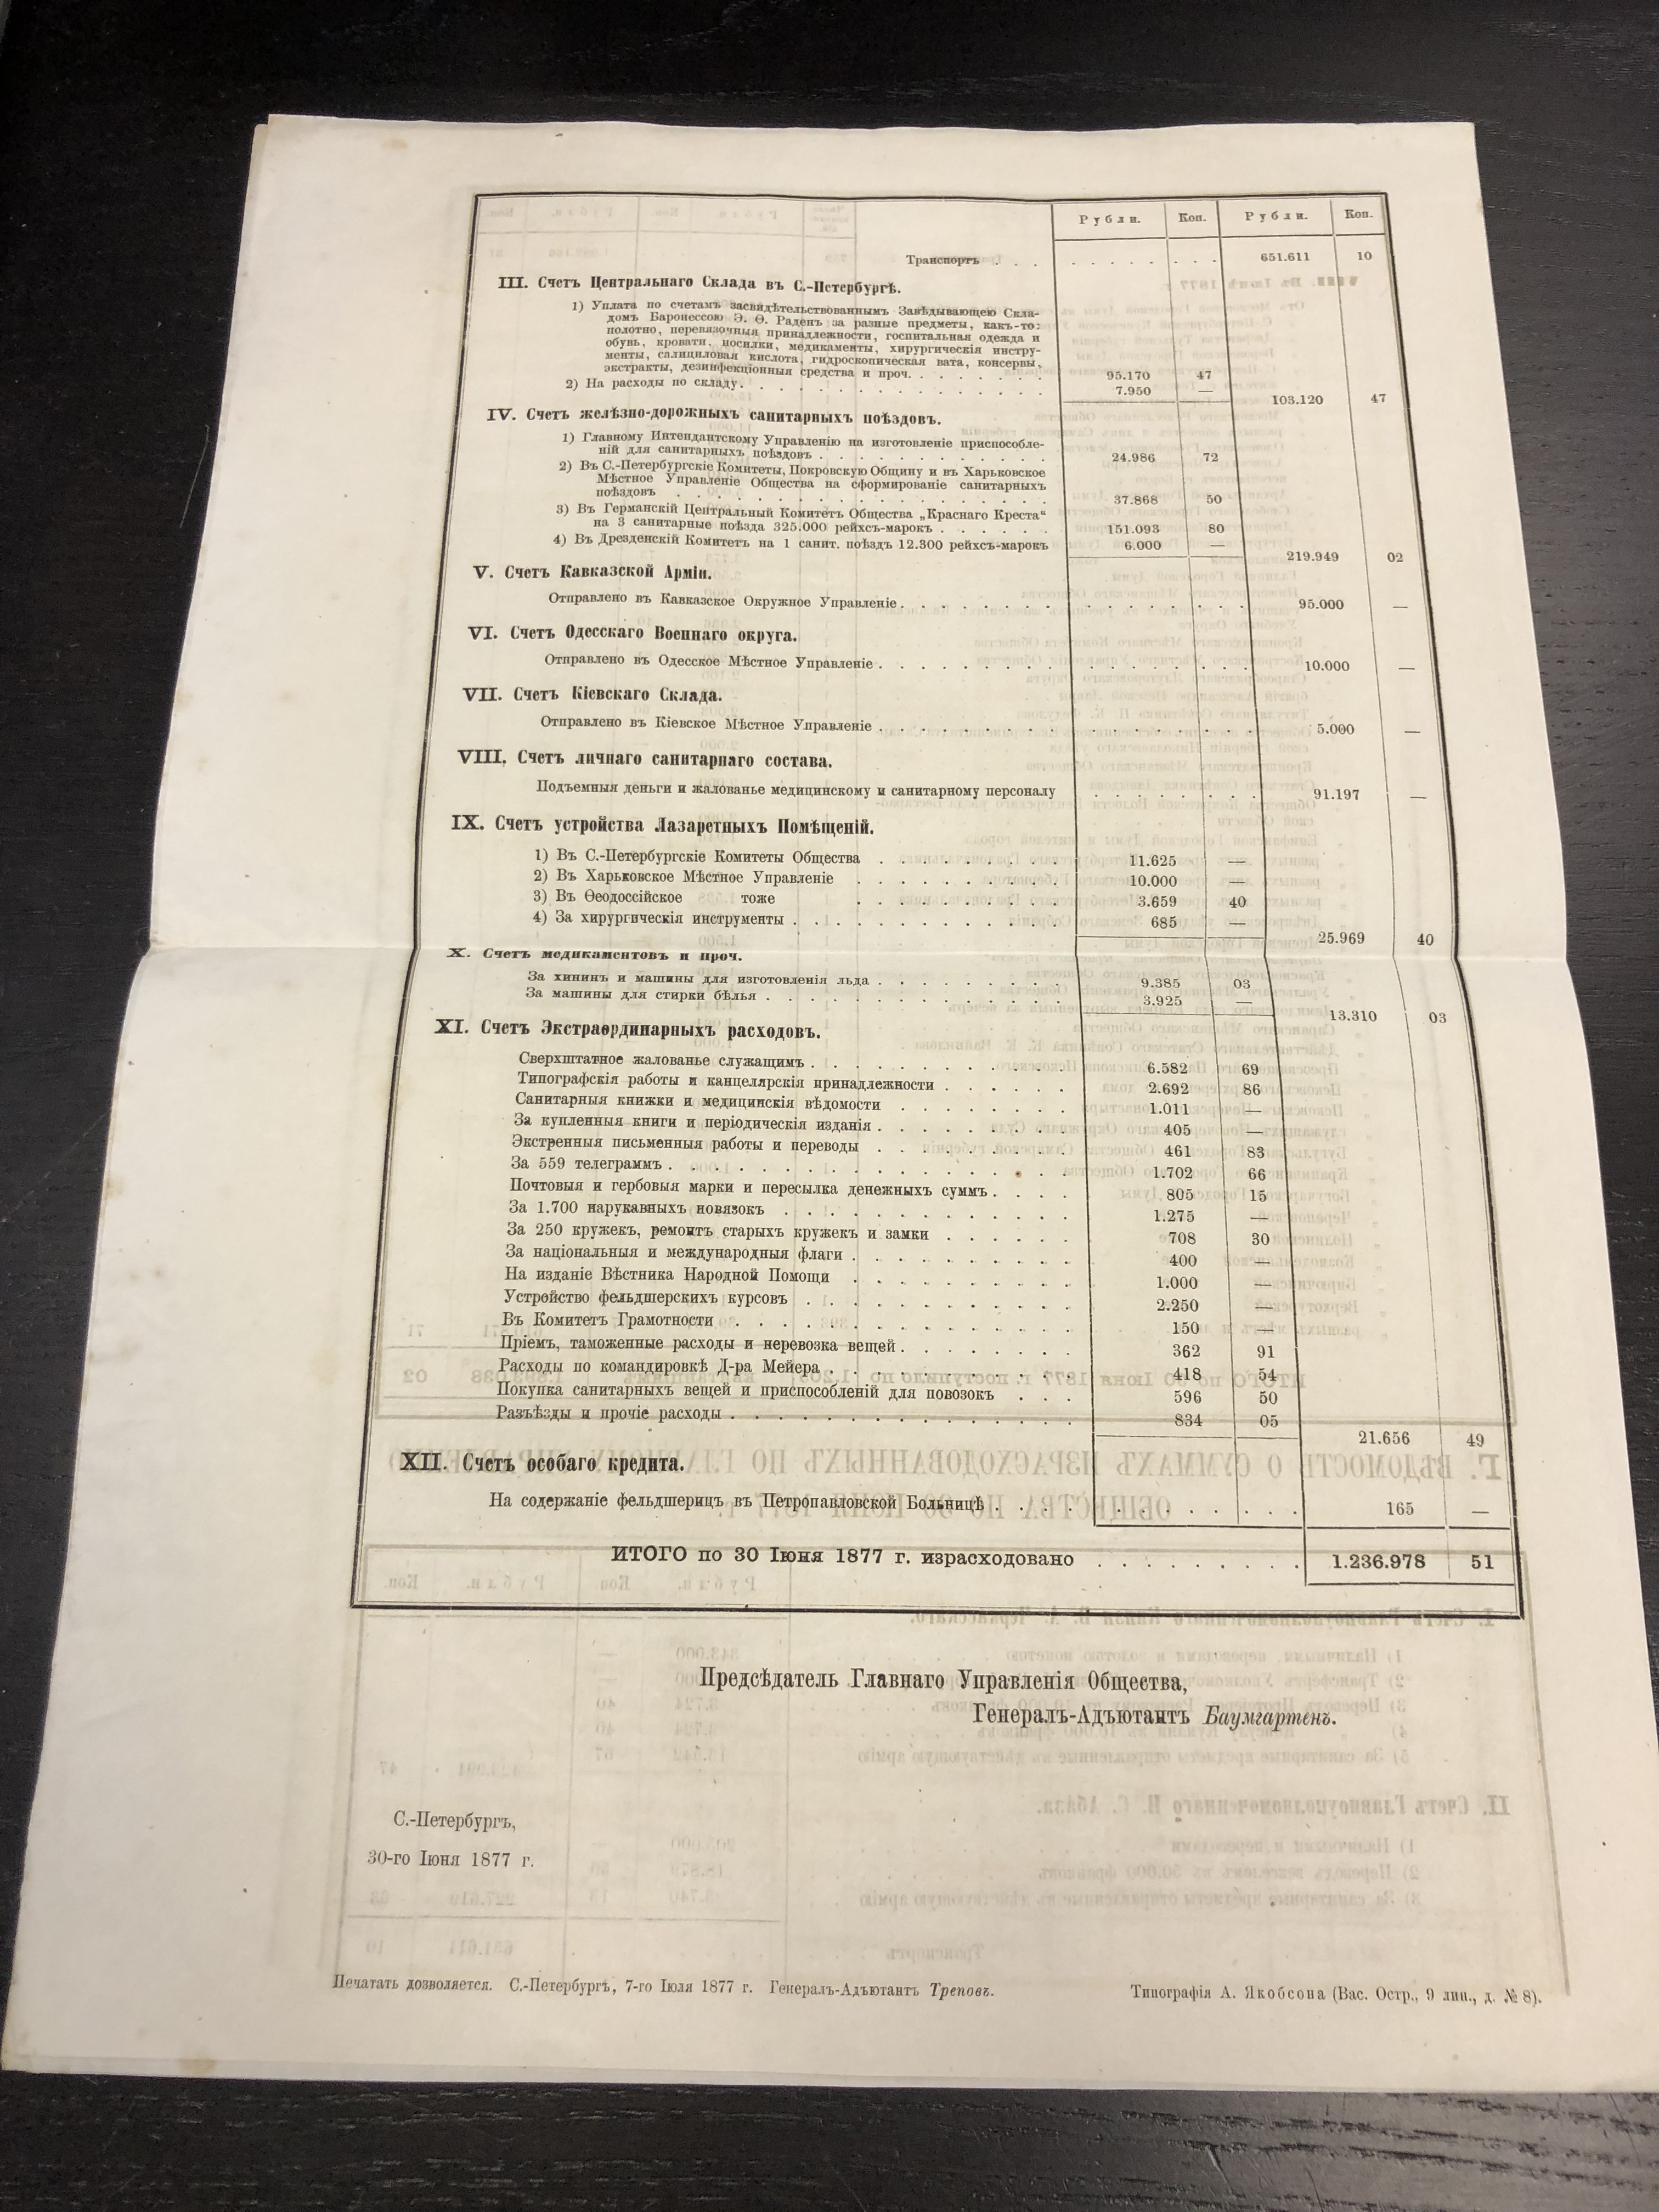 Рубли. Коп. Рубли. Коп.
Транспортъ . . . 651.611 10
III. Счетъ Центральнаго Склада въ С.-Петербургѣ.
1) Уплата по счетамъ засвидѣтельствованнымъ Завѣдывающею Скла-
домъ Баронессою Э. Ѳ. Раденъ за разные предметы, какъ-то:
полотно, перевязочныя принадлежности, госпитальная одежда и
обувь, кровати, носилки, медикаменты, хирургическія инстру-
менты, салициловая кислота, гидроскопическая вата, консервы,
экстракты, дезинфекціонныя средства и проч. . . . . . . . 95.170 47
2) На расходы по складу . . . . . . . . . . . . . 7.950 —
103.120 47
IV. Счетъ желѣзно-дорожныхъ санитарныхъ поѣздовъ.
1) Главному Интендантскому Управленію на изготовленіе приспособле-
ній для санитарныхъ поѣздовъ . . . . . . . . . . . 24.986 72
2) Въ С.-Петербургскіе Комитеты, Покровскую Общину и въ Харьковское
Мѣстное Управленіе Общества на сформированіе санитарныхъ
поѣздовъ . . . . . . . . . . . . . . 37.868 50
3) Въ Германскій Центральный Комитетъ Общества „Краснаго Креста“
на 3 санитарные поѣзда 325.000 рейхсъ-марокъ . . . . . . 151.093 80
4) Въ Дрезденскій Комитетъ на 1 санит. поѣздъ 12.300 рейхсъ-марокъ 6.000 —
219.949 02
V. Счетъ Кавказской Арміи.
Отправлено въ Кавказское Окружное Управленіе . . . . . . . . 95.000 —
VI. Счетъ Одесскаго Военнаго округа.
Отправлено въ Одесское Мѣстное Управленіе . . . . . . . . 10.000 —
VII. Счетъ Кіевскаго Склада.
Отправлено въ Кіевское Мѣстное Управленіе . . . . . . . . 5.000 —
VIII. Счетъ личнаго санитарнаго состава.
Подъемныя деньги и жалованье медицинскому и санитарному персоналу . . . . . . . 91.197 —
IX. Счетъ устройства Лазаретныхъ Помѣщеній.
1) Въ С.-Петербургскіе Комитеты Общества . . . . . . . . 11.625 —
2) Въ Харьковское Мѣстное Управленіе . . . . . . . . . 10.000 —
3) Въ Ѳеодоссійское тоже . . . . . . . . . 3.659 40
4) За хирургическія инструменты . . . . . . . . . . . . 685 —
25.969 40
X. Счетъ медикаментовъ и проч.
За хининъ и машины для изготовленія льда . . . . . . . . 9.385 03
За машины для стирки бѣлья . . . . . . . . . . . . . 3.925 —
13.310 03
XI. Счетъ Экстраординарныхъ расходовъ.
Сверхштатное жалованье служащимъ . . . . . . . . . . . 6.582 69
Типографскія работы и канцелярскія принадлежности . . . . . . 2.692 86
Санитарныя книжки и медицинскія вѣдомости . . . . . . . . 1.011 —
За купленныя книги и періодическія изданія . . . . . . . . . 405 —
Экстренныя письменныя работы и переводы . . . . . . . . . 461 83
За 559 телеграммъ . . . . . . . . . . . . . . . . . 1.702 66
Почтовыя и гербовыя марки и пересылка денежныхъ суммъ . . . . 805 15
За 1.700 нарукавныхъ повязокъ . . . . . . . . . . . . 1.275 —
За 250 кружекъ, ремонтъ старыхъ кружекъ и замки . . . . . . 708 30
За національныя и международныя флаги . . . . . . . . . . 400 —
На изданіе Вѣстника Народной Помощи . . . . . . . . . . 1.000 —
Устройство фельдшерскихъ курсовъ . . . . . . . . . . . . 2.250 —
Въ Комитетъ Грамотности . . . . . . . . . . . . . . . 150 —
Пріемъ, таможенные расходы и перевозка вещей . . . . . . . . 362 91
Расходы по командировкѣ Д-ра Мейера . . . . . . . . . . . 418 54
Покупка санитарныхъ вещей и приспособленій для повозокъ . . . 596 50
Разъѣзды и прочіе расходы . . . . . . . . . . . . . . . 834 05
21.656 49
XII. Счетъ особаго кредита.
На содержаніе фельдшерицъ въ Петропавловской Больницѣ . . . . . . . . . 165 —
ИТОГО по 30 Іюня 1877 г. израсходовано . . . . . . . . . 1.236.978 51
Предсѣдатель Главнаго Управленія Общества,
Генералъ-Адъютантъ Баумгартенъ.
С.-Петербургъ,
30-го Іюня 1877 г.
Печатать дозволяется. С.-Петербургъ, 7-го Іюля 1877 г. Генералъ-Адъютантъ Треповъ.
Типографія А. Якобсона (Вас. Остр., 9 лин., д. № 8).